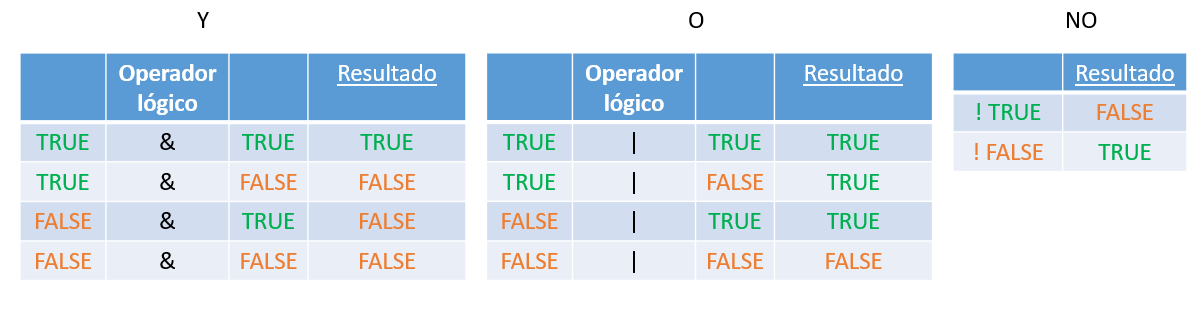 Y
Operador
lógico
Resultado
TRUE & TRUE TRUE
TRUE & FALSE FALSE
FALSE & TRUE FALSE
FALSE & FALSE FALSE
O
Operador
lógico
Resultado
TRUE | TRUE TRUE
TRUE | FALSE TRUE
FALSE | TRUE TRUE
FALSE | FALSE FALSE
NO
Resultado
! TRUE FALSE
! FALSE TRUE